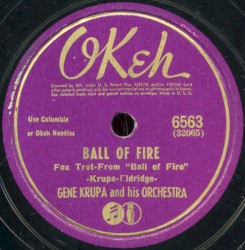 OKeh
Use Columbia
or Okeh Needles
6563
(32065)
BALL OF FIRE
Fox Trot-From "Ball of Fire"
-Krupa-Eldridge-
GENE KRUPA and his ORCHESTRA